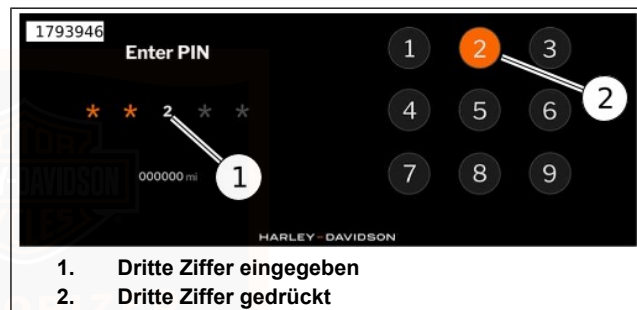 1793946
Enter PIN
* * 2 * *
000000 mi
1 2 3
4 5 6
7 8 9
1
2
HARLEY-DAVIDSON
1. Dritte Ziffer eingegeben
2. Dritte Ziffer gedrückt